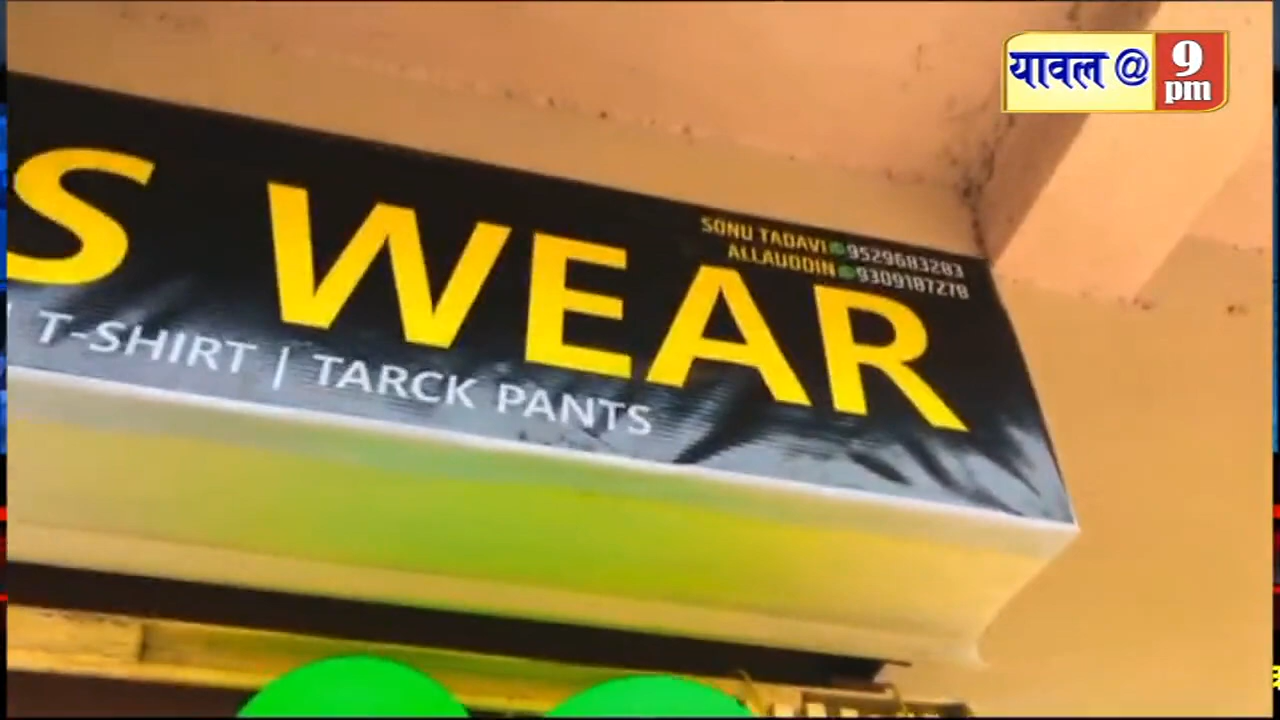 यावल @ 9 pm
S WEAR
SONU TADAVI 9529683283
ALLAUDDIN 9309187278
T-SHIRT | TARCK PANTS